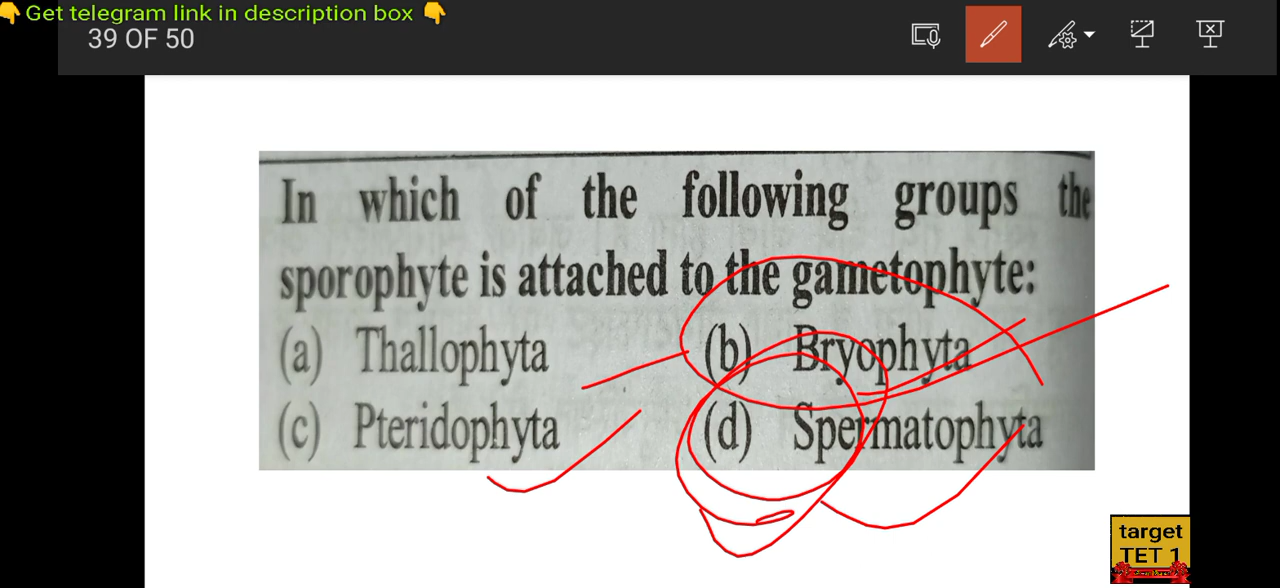 👇 Get telegram link in description box 👇
39 OF 50
In which of the following groups the
sporophyte is attached to the gametophyte:
(a) Thallophyta (b) Bryophyta
(c) Pteridophyta (d) Spermatophyta
target
TET 1